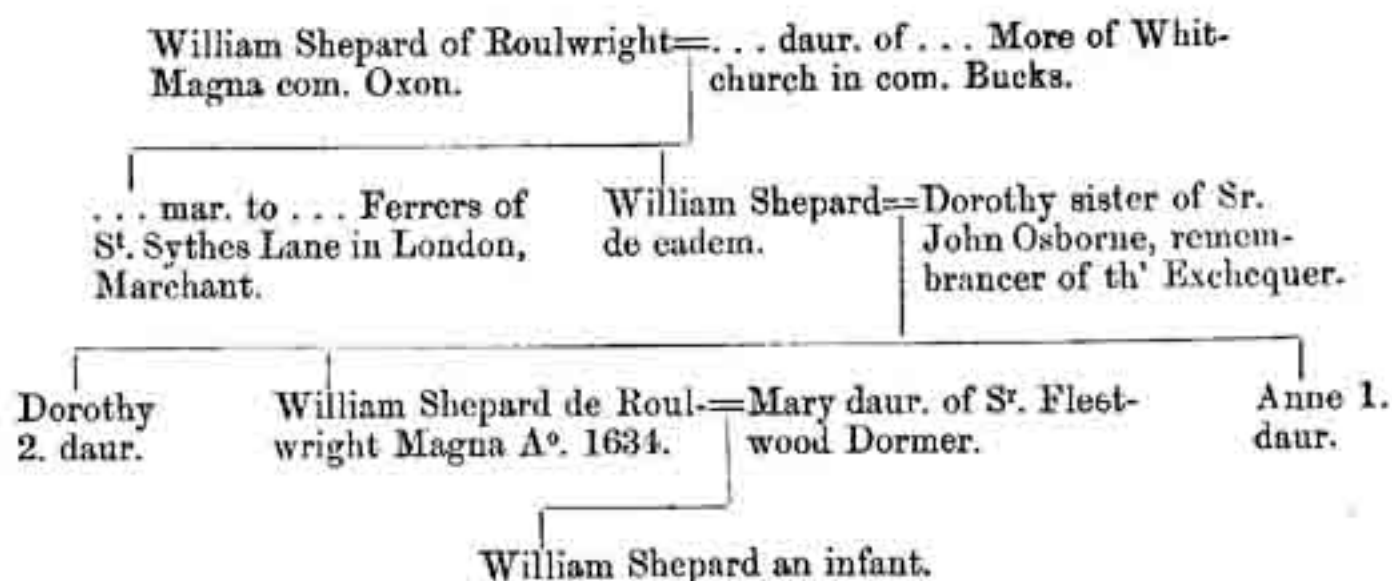 William Shepard of Roulwright=. . . daur. of . . . More of Whit-
Magna com. Oxon. church in com. Bucks.
. . . mar. to . . . Ferrers of
St. Sythes Lane in London,
Marchant.
William Shepard=Dorothy sister of Sr.
de eadem. John Osborne, remem-
brancer of th' Exchequer.
Dorothy
2. daur.
William Shepard de Roul-=Mary daur. of Sr. Fleet-
wright Magna Ao. 1634. wood Dormer.
Anne 1.
daur.
William Shepard an infant.